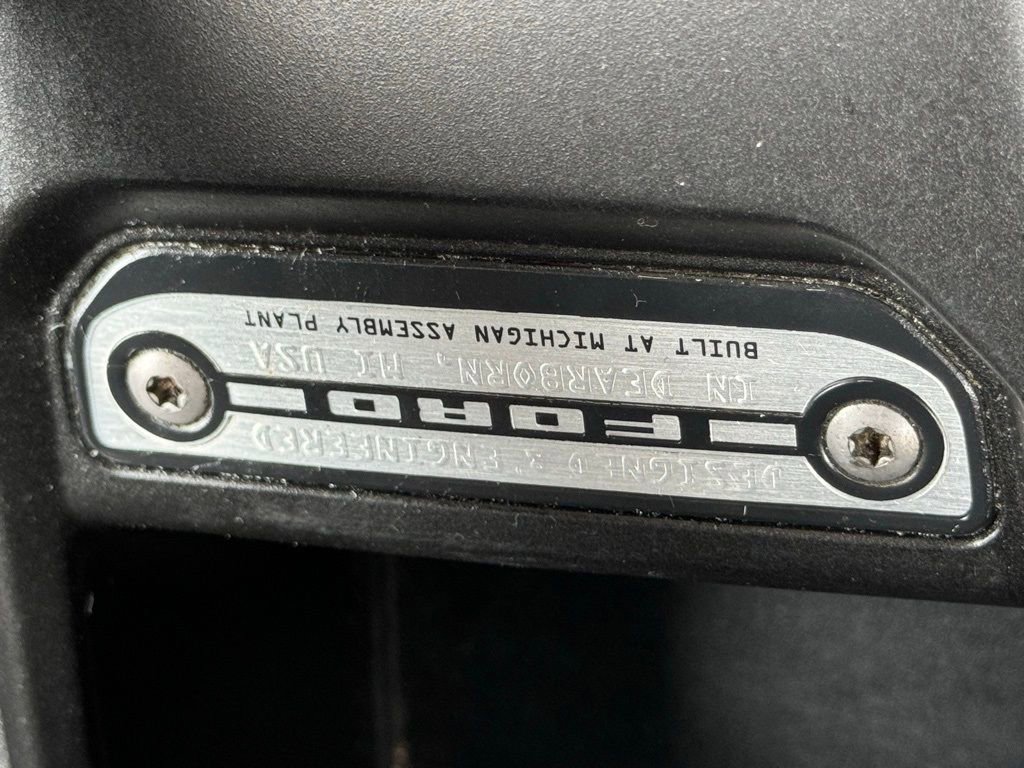 DESIGNED & ENGINEERED
FORD
IN DEARBORN, MI USA
BUILT AT MICHIGAN ASSEMBLY PLANT